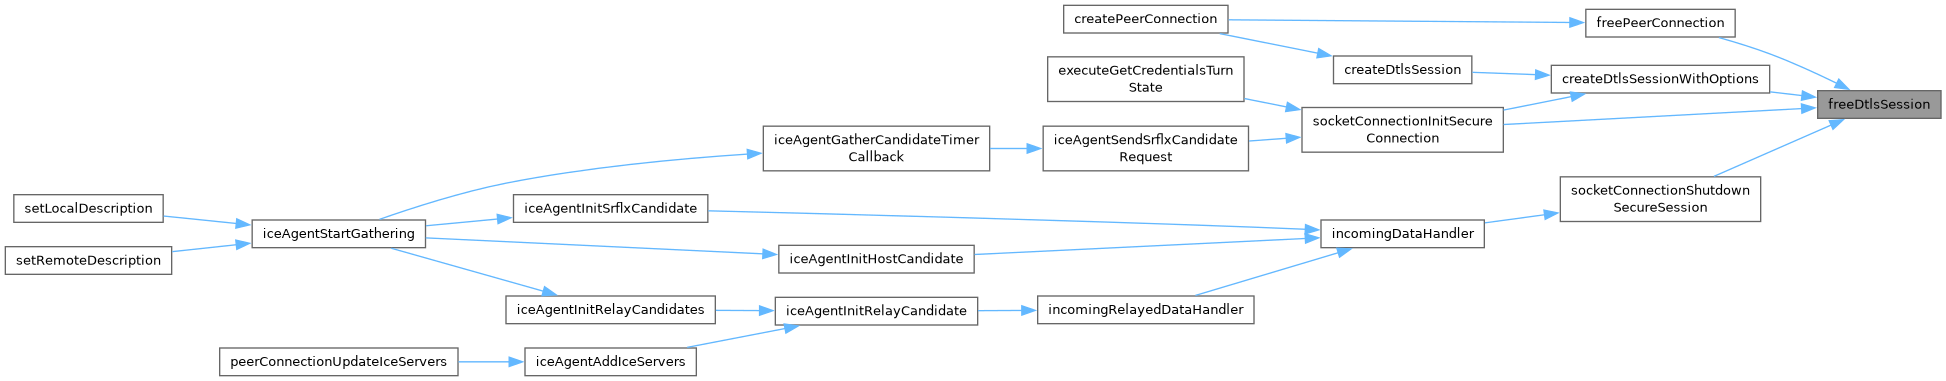 createPeerConnection
freePeerConnection
executeGetCredentialsTurn
State
createDtlsSession
createDtlsSessionWithOptions
freeDtlsSession
socketConnectionInitSecure
Connection
iceAgentGatherCandidateTimer
Callback
iceAgentSendSrflxCandidate
Request
socketConnectionShutdown
SecureSession
setLocalDescription
iceAgentInitSrflxCandidate
iceAgentStartGathering
incomingDataHandler
setRemoteDescription
iceAgentInitHostCandidate
iceAgentInitRelayCandidates
iceAgentInitRelayCandidate
incomingRelayedDataHandler
peerConnectionUpdateIceServers
iceAgentAddIceServers